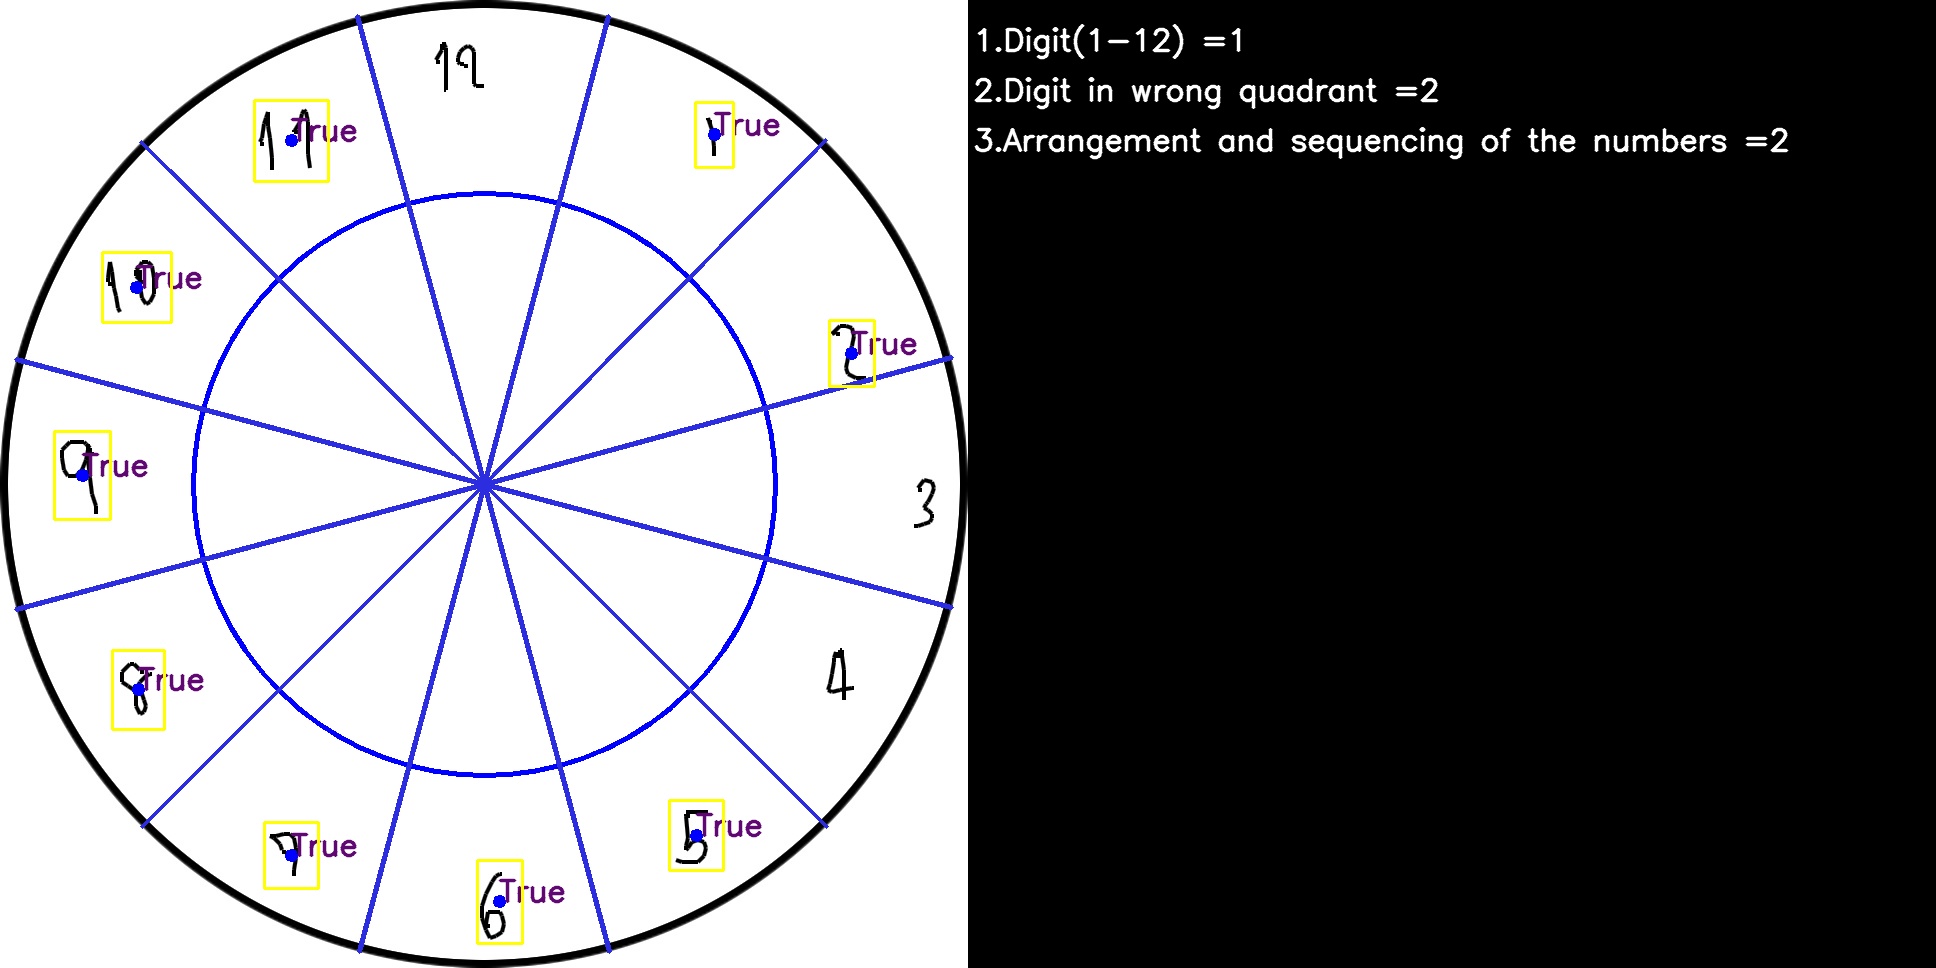 12
11 True
1 True
10 True
2 True
9 True
3
8 True
4
7 True
5 True
6 True
1.Digit(1-12) =1
2.Digit in wrong quadrant =2
3.Arrangement and sequencing of the numbers =2